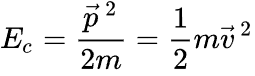 $E_c = \frac{\vec{p}^{\,2}}{2m} = \frac{1}{2} m \vec{v}^{\,2}$